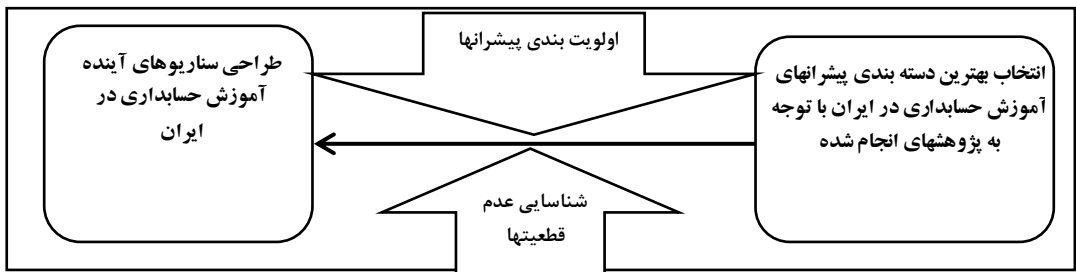 انتخاب بهترین دسته بندی پیشرانهای
آموزش حسابداری در ایران با توجه
به پژوهشهای انجام شده
اولویت بندی پیشرانها
شناسایی عدم
قطعیتها
طراحی سناریوهای آینده
آموزش حسابداری در
ایران